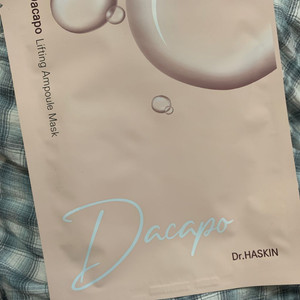 Dacapo
Lifting Ampoule Mask
Dacapo
Dr.HASKIN